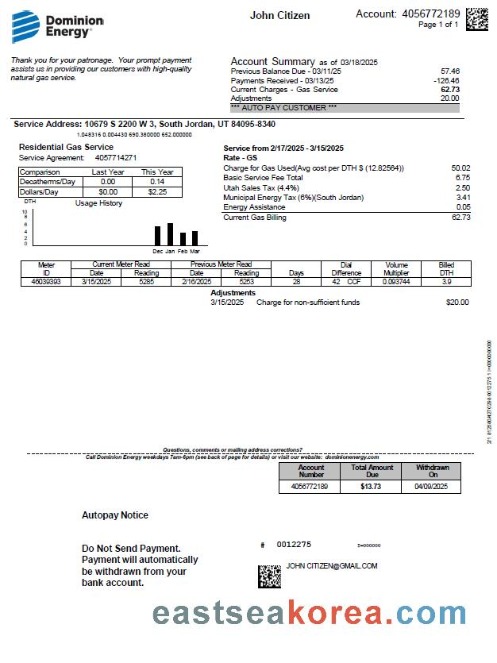 Dominion
Energy®
John Citizen
Account: 4056772189
Page 1 of 1
Thank you for your patronage. Your prompt payment
assists us in providing our customers with high-quality
natural gas service.
Account Summary as of 03/18/2025
Previous Balance Due - 03/11/25 57.46
Payments Received - 03/13/25 -126.46
Current Charges - Gas Service 62.73
Adjustments 20.00
*** AUTO PAY CUSTOMER ***
Service Address: 10679 S 2200 W 3, South Jordan, UT 84095-8340
1,048316 0.004430 690.380000 652.000000
Residential Gas Service
Service Agreement: 4057714271
Comparison Last Year This Year
Decatherms/Day 0.00 0.14
Dollars/Day $0.00 $2.25
DTH Usage History
10
8
6
4
2
0
Dec Jan Feb Mar
Service from 2/17/2025 - 3/15/2025
Rate - GS
Charge for Gas Used(Avg cost per DTH $ (12.82564)) 50.02
Basic Service Fee Total 6.75
Utah Sales Tax (4.4%) 2.50
Municipal Energy Tax (6%)(South Jordan) 3.41
Energy Assistance 0.05
Current Gas Billing 62.73
Meter ID Current Meter Read Previous Meter Read Days Dial Difference Volume Multiplier Billed DTH
Date Reading Date Reading
46039393 3/15/2025 5285 2/16/2025 5253 28 42 CCF 0.093744 3.9
Adjustments
3/15/2025 Charge for non-sufficient funds $20.00
Questions, comments or mailing address corrections?
Call Dominion Energy weekdays 7am-6pm (see back of page for details) or visit our website: dominionenergy.com
Account Number Total Amount Due Withdrawn On
4056772189 $13.73 04/09/2025
Autopay Notice
Do Not Send Payment.
Payment will automatically
be withdrawn from your
bank account.
# 0012275
JOHN CITIZEN@GMAIL.COM
eastseakorea.com